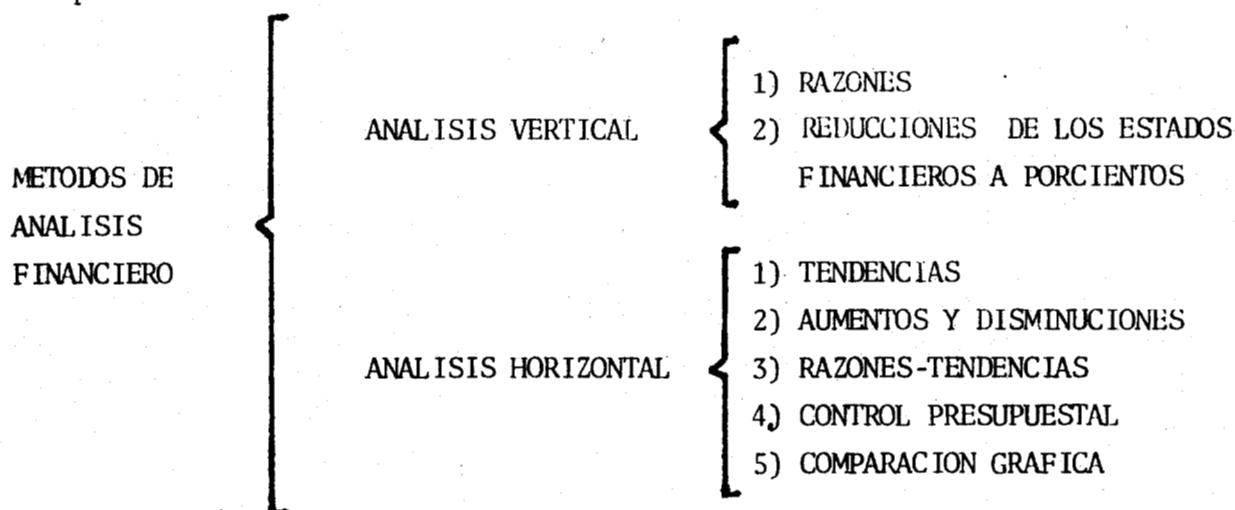 METODOS DE
ANALISIS
FINANCIERO
ANALISIS VERTICAL
1) RAZONES
2) REDUCCIONES DE LOS ESTADOS
FINANCIEROS A PORCIENTOS
ANALISIS HORIZONTAL
1) TENDENCIAS
2) AUMENTOS Y DISMINUCIONES
3) RAZONES-TENDENCIAS
4) CONTROL PRESUPUESTAL
5) COMPARACION GRAFICA